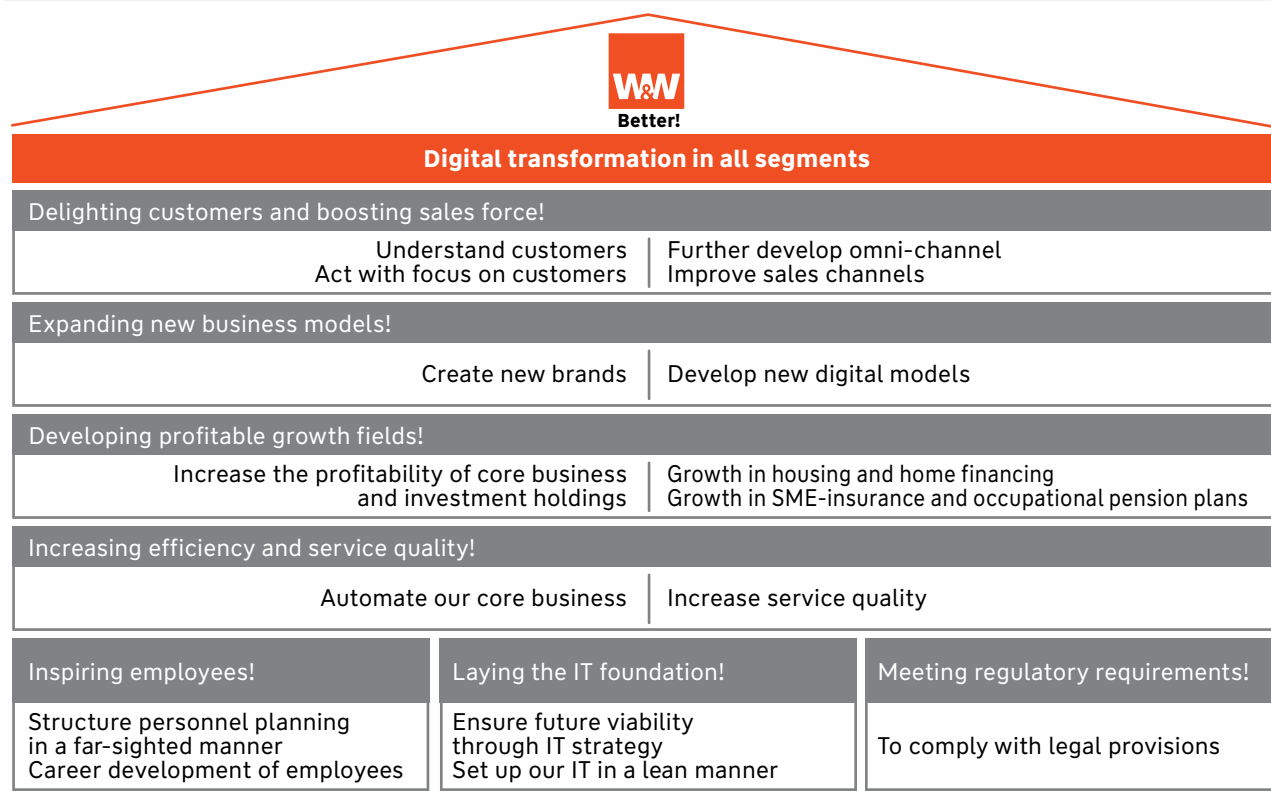 W&W
Better!
Digital transformation in all segments
Delighting customers and boosting sales force!
Understand customers
Act with focus on customers
Further develop omni-channel
Improve sales channels
Expanding new business models!
Create new brands
Develop new digital models
Developing profitable growth fields!
Increase the profitability of core business
and investment holdings
Growth in housing and home financing
Growth in SME-insurance and occupational pension plans
Increasing efficiency and service quality!
Automate our core business
Increase service quality
Inspiring employees!
Structure personnel planning
in a far-sighted manner
Career development of employees
Laying the IT foundation!
Ensure future viability
through IT strategy
Set up our IT in a lean manner
Meeting regulatory requirements!
To comply with legal provisions